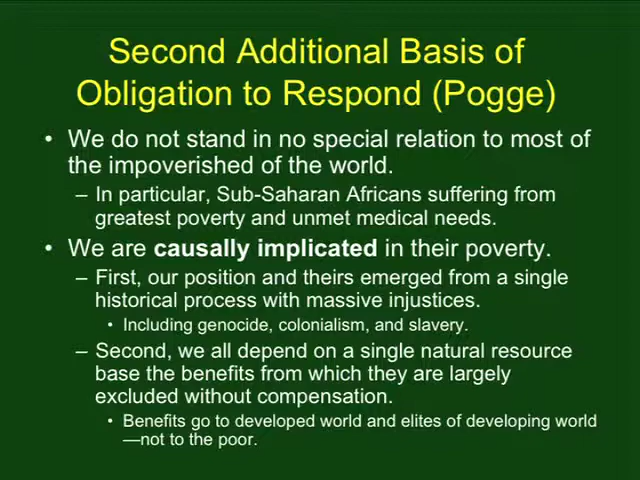 Second Additional Basis of
Obligation to Respond (Pogge)
• We do not stand in no special relation to most of
the impoverished of the world.
– In particular, Sub-Saharan Africans suffering from
greatest poverty and unmet medical needs.
• We are causally implicated in their poverty.
– First, our position and theirs emerged from a single
historical process with massive injustices.
• Including genocide, colonialism, and slavery.
– Second, we all depend on a single natural resource
base the benefits from which they are largely
excluded without compensation.
• Benefits go to developed world and elites of developing world
—not to the poor.